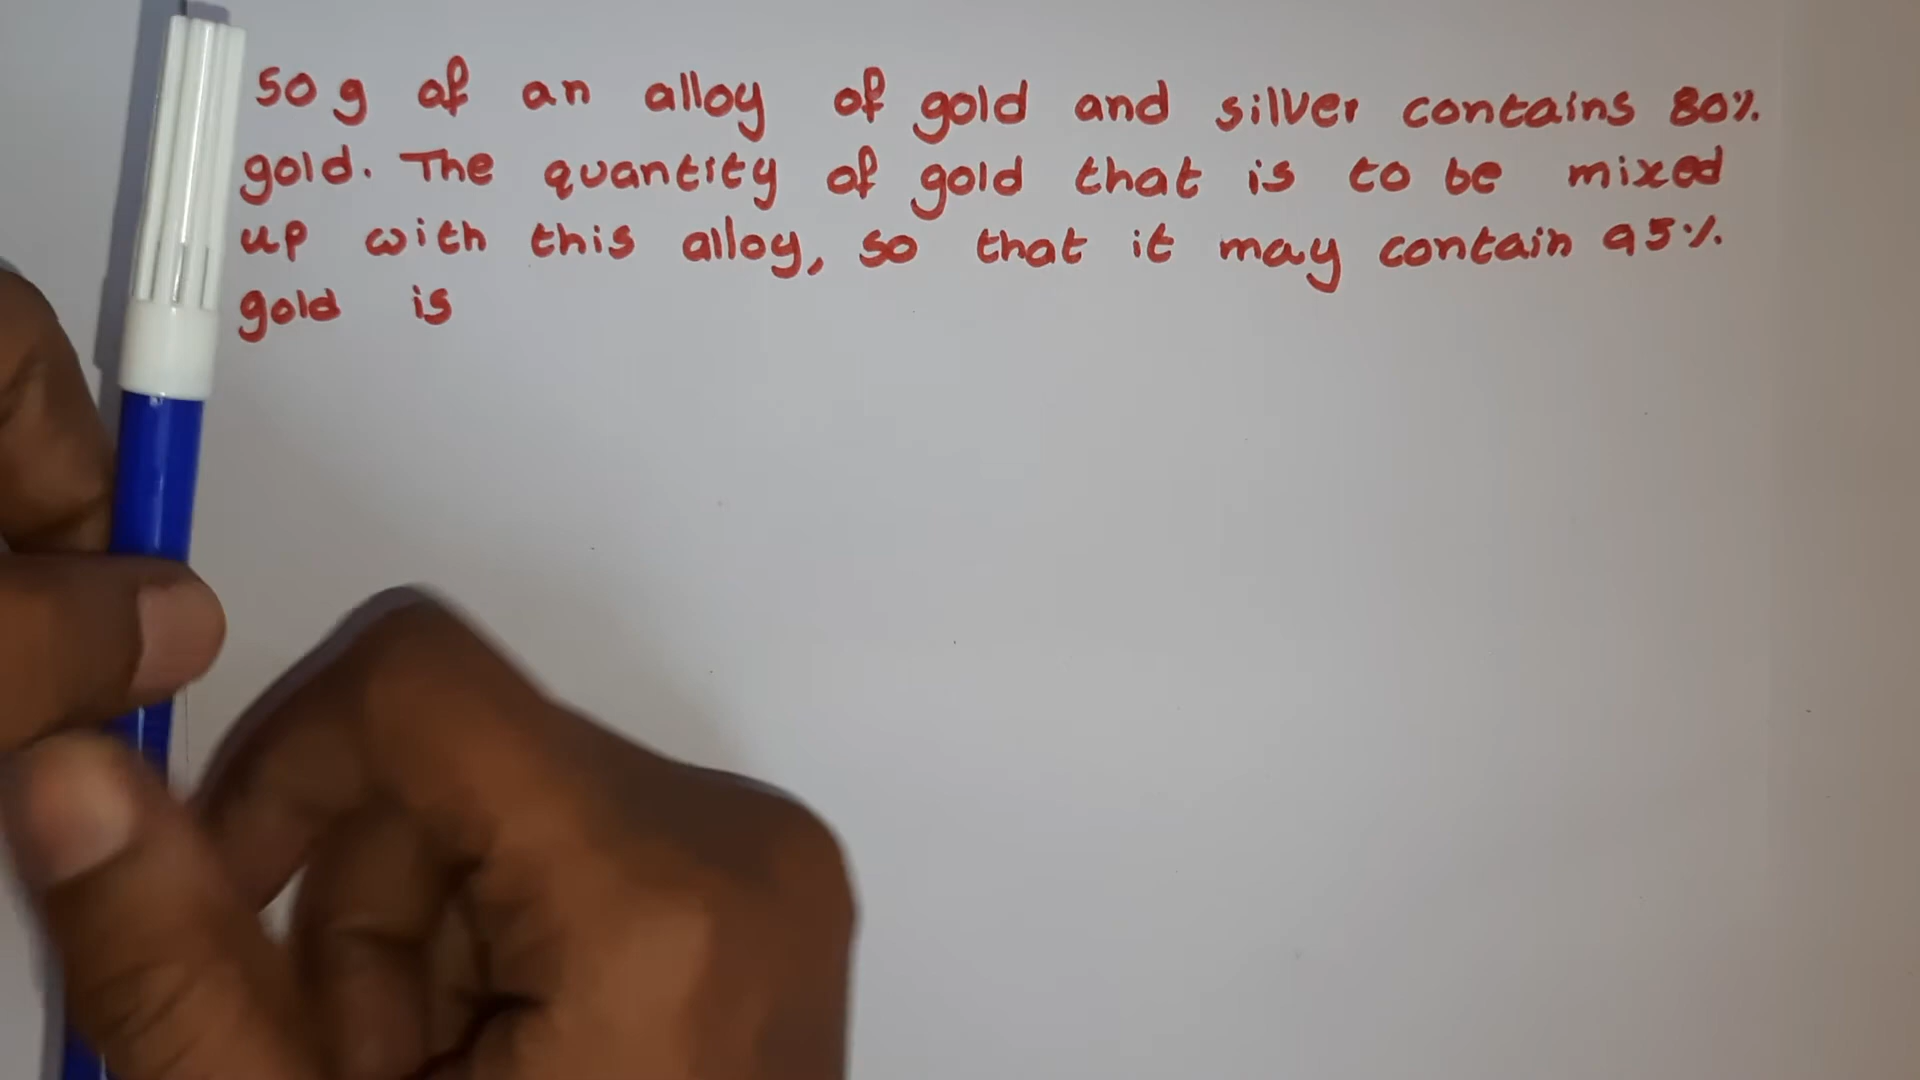 50 g of an alloy of gold and silver contains 80%
gold. The quantity of gold that is to be mixed
up with this alloy, so that it may contain 95%
gold is